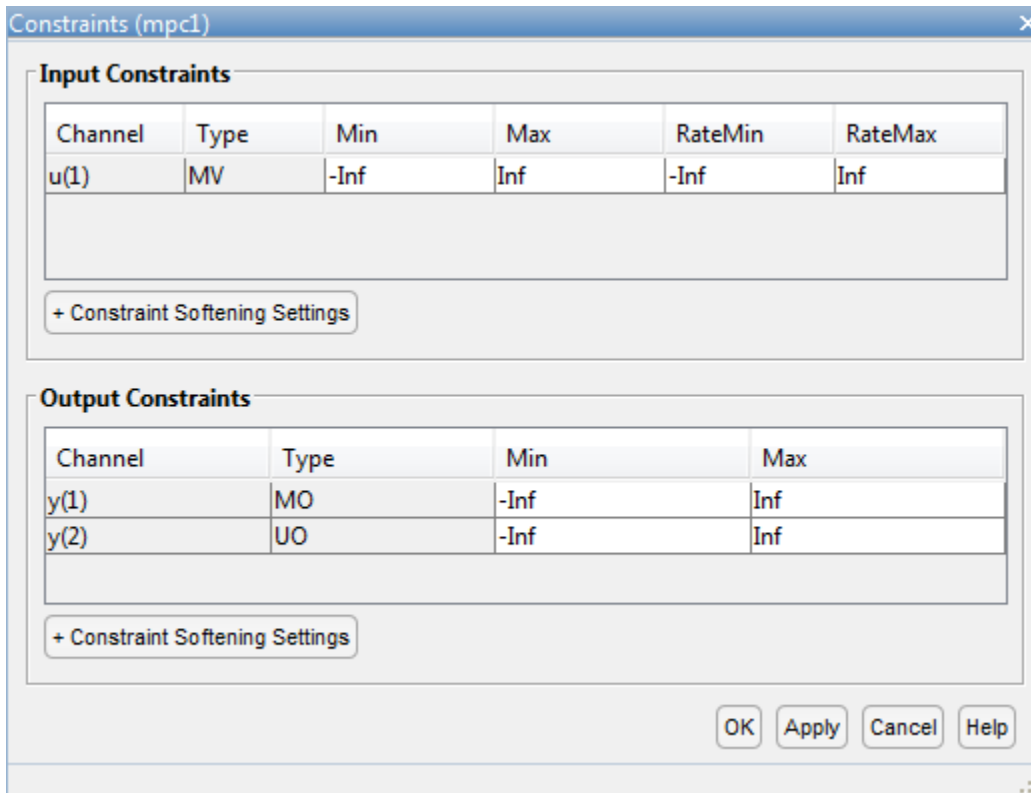 Constraints (mpc1)
Input Constraints
Channel Type Min Max RateMin RateMax
u(1) MV -Inf Inf -Inf Inf
+ Constraint Softening Settings
Output Constraints
Channel Type Min Max
y(1) MO -Inf Inf
y(2) UO -Inf Inf
+ Constraint Softening Settings
OK Apply Cancel Help